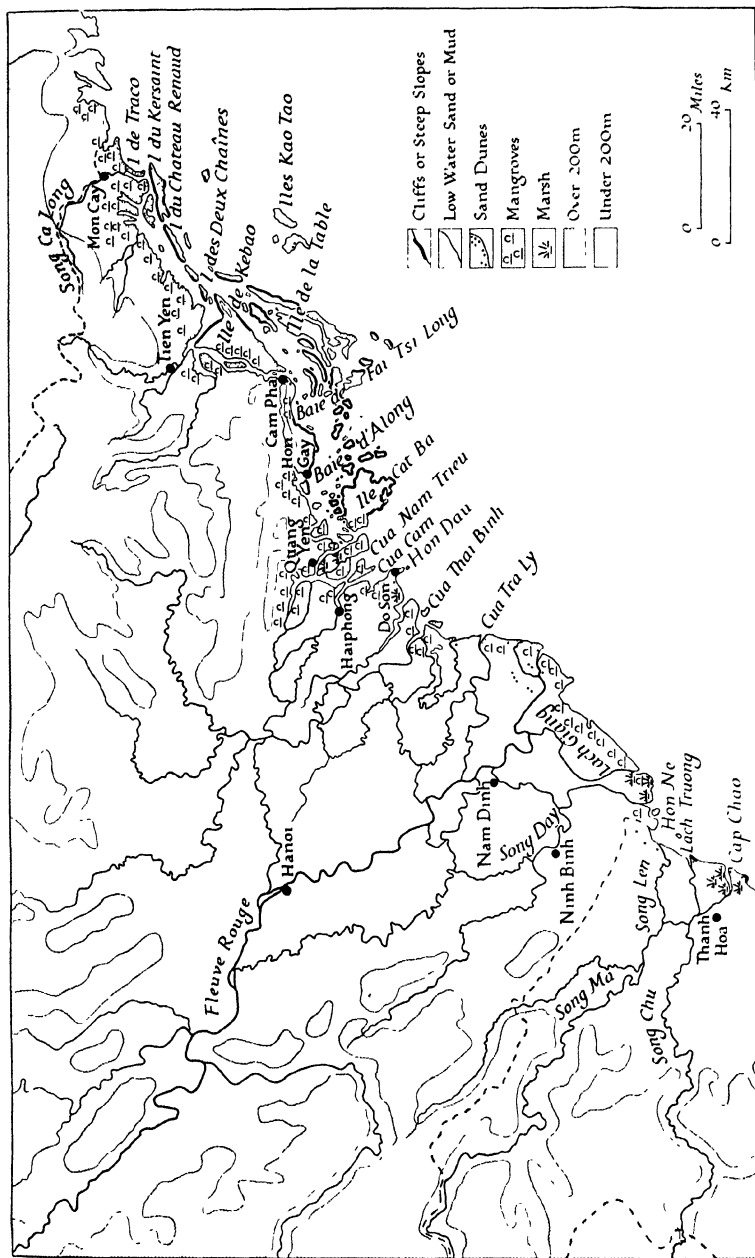 Song Ca Long
Mon Cay
I de Traco
I du Kersaint
I du Chateau Renaud
Tien Yen
I des Deux Chaînes
Iles Kao Tao
Ile de Kebao
Ile de la Table
Cam Pha
Baie de Fai Tsi Long
Hon Gay
Baie d'Along
Ile Cat Ba
Quang Yen
Cua Nam Trieu
Cua Cam
Haiphong
Hon Dau
Do Son
Cua Thai Binh
Cua Tra Ly
Fleuve Rouge
Hanoi
Nam Dinh
Lach Giang
Song Day
Ninh Binh
Hon Ne
Lach Truong
Song Len
Song Ma
Song Chu
Thanh Hoa
Cap Chao
Cliffs or Steep Slopes
Low Water Sand or Mud
Sand Dunes
Mangroves
Marsh
Over 200m
Under 200m
0 20 Miles
0 40 km